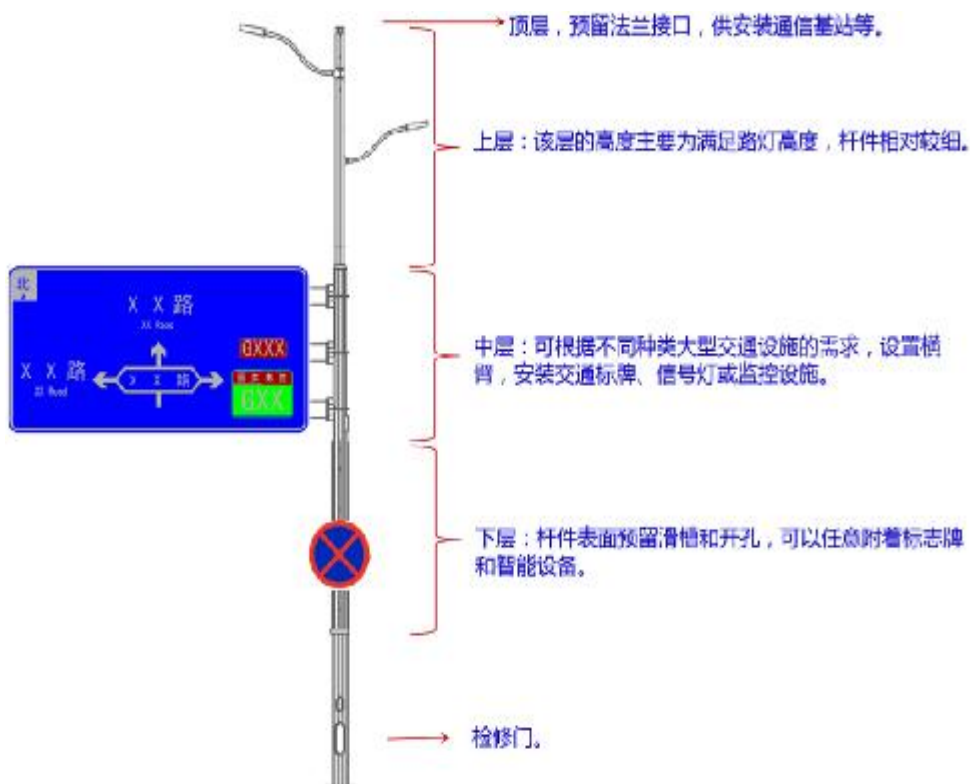 顶层，预留法兰接口，供安装通信基站等。
上层：该层的高度主要为满足路灯高度，杆件相对较细。
北
X X 路
XX Road
GXXX
X X 路
XX Road
X X 路
GXX
中层：可根据不同种类大型交通设施的需求，设置横
臂，安装交通标牌、信号灯或监控设施。
下层：杆件表面预留滑槽和开孔，可以任意附着标志牌
和智能设备。
检修门。